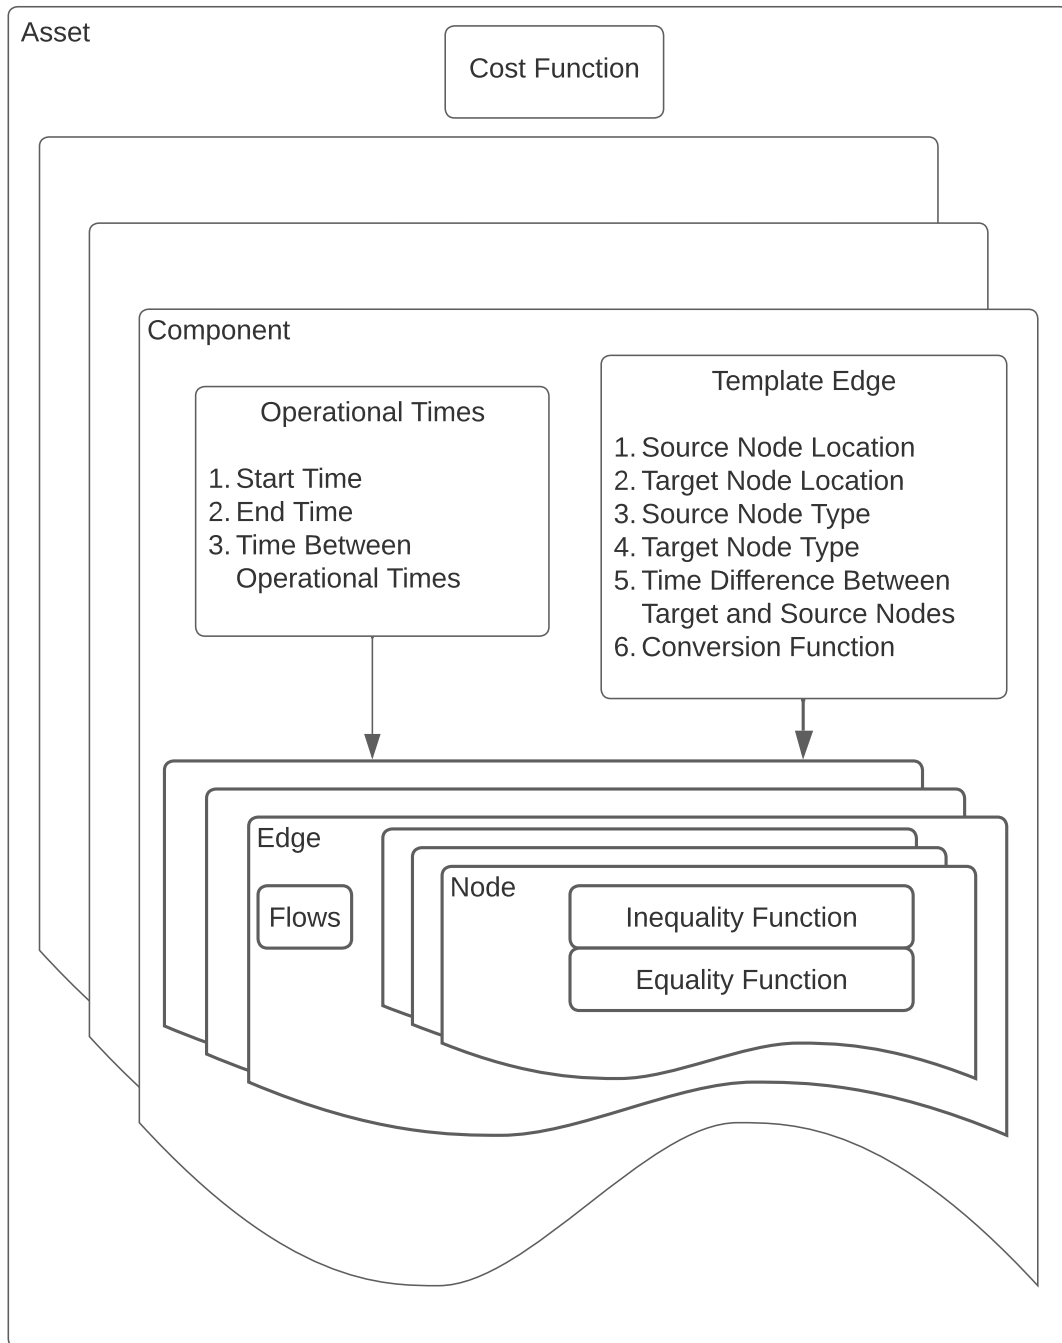 Asset
Cost Function
Component
Operational Times
1. Start Time
2. End Time
3. Time Between
Operational Times
Template Edge
1. Source Node Location
2. Target Node Location
3. Source Node Type
4. Target Node Type
5. Time Difference Between
Target and Source Nodes
6. Conversion Function
Edge
Flows
Node
Inequality Function
Equality Function